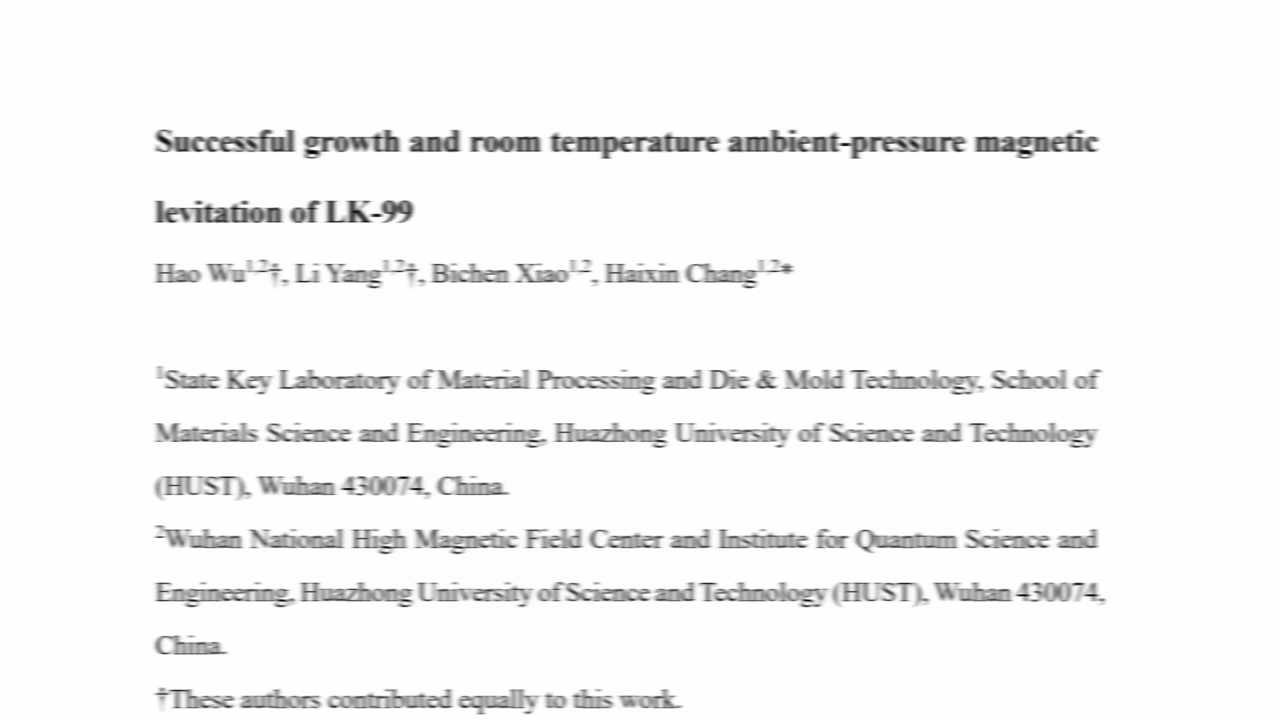 Successful growth and room temperature ambient-pressure magnetic
levitation of LK-99
Hao Wu1,2†, Li Yang1,2†, Bichen Xiao1,2, Haixin Chang1,2*
1State Key Laboratory of Material Processing and Die & Mold Technology, School of
Materials Science and Engineering, Huazhong University of Science and Technology
(HUST), Wuhan 430074, China.
2Wuhan National High Magnetic Field Center and Institute for Quantum Science and
Engineering, Huazhong University of Science and Technology (HUST), Wuhan 430074,
China.
†These authors contributed equally to this work.